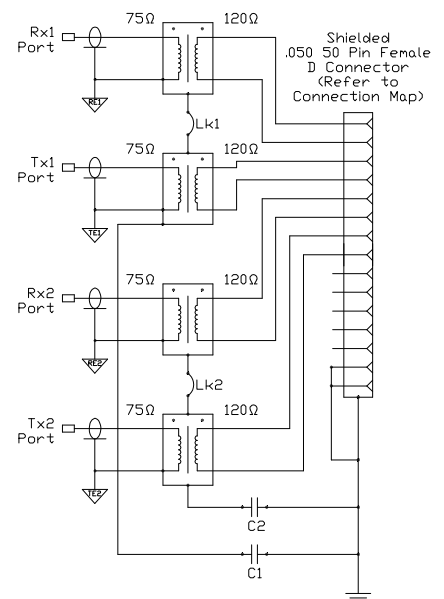 75Ω 120Ω
Rx1
Port
Shielded
.050 50 Pin Female
D Connector
(Refer to
Connection Map)
RE1
Lk1
75Ω 120Ω
Tx1
Port
TE1
75Ω 120Ω
Rx2
Port
RE2
Lk2
75Ω 120Ω
Tx2
Port
TE2
C2
C1